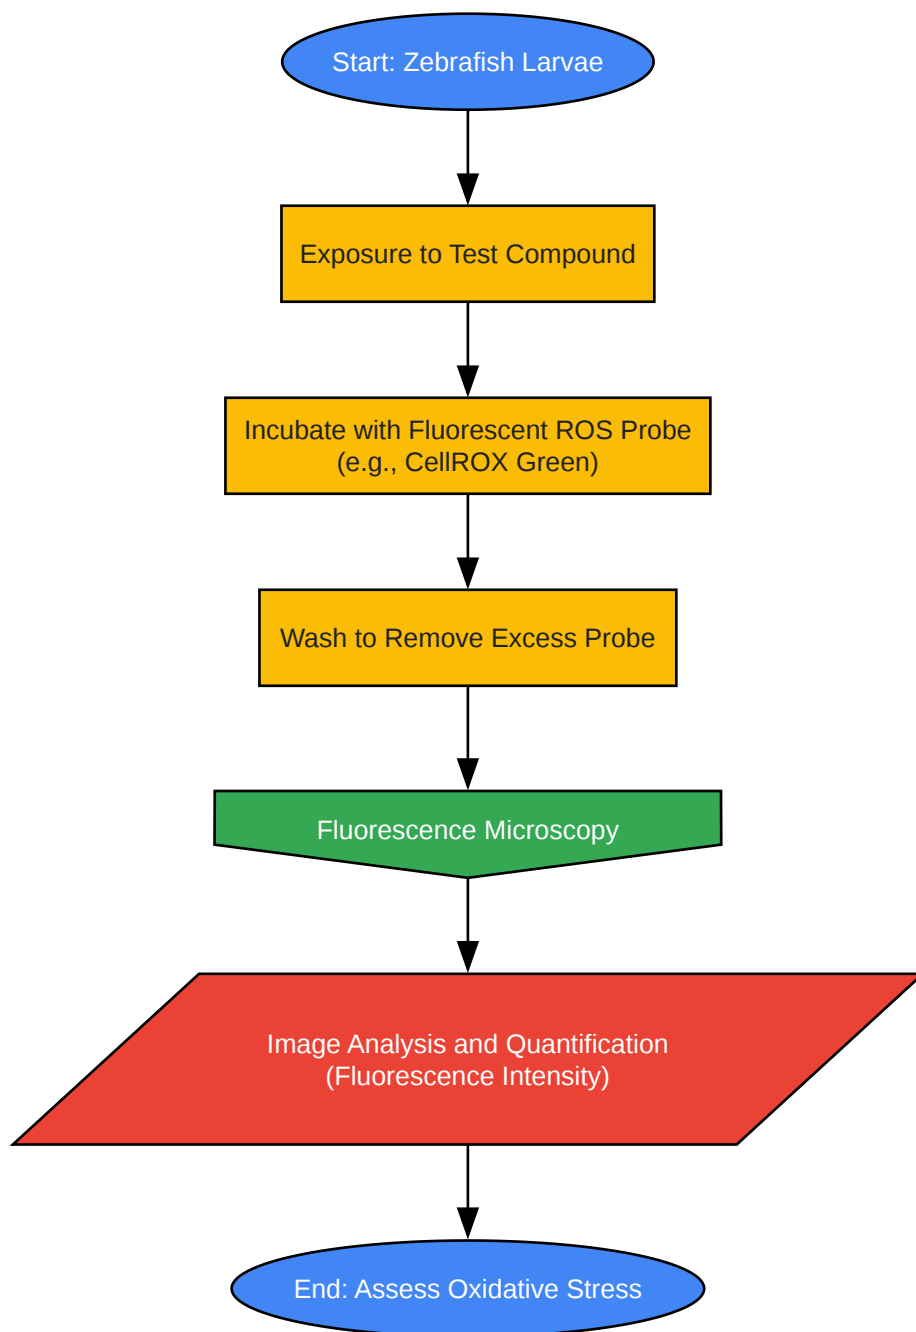 Start: Zebrafish Larvae
Exposure to Test Compound
Incubate with Fluorescent ROS Probe
(e.g., CellROX Green)
Wash to Remove Excess Probe
Fluorescence Microscopy
Image Analysis and Quantification
(Fluorescence Intensity)
End: Assess Oxidative Stress